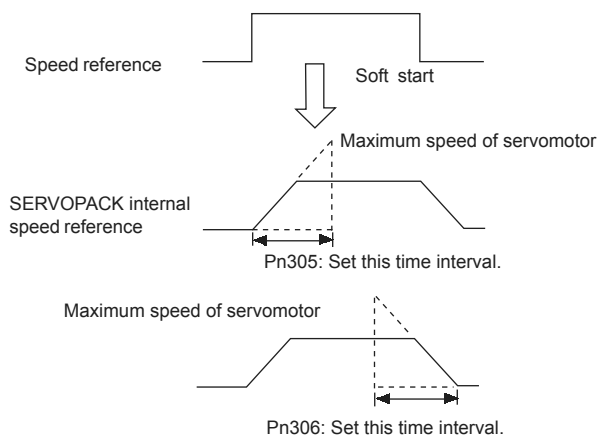 Speed reference
Soft start
Maximum speed of servomotor
SERVOPACK internal
speed reference
Pn305: Set this time interval.
Maximum speed of servomotor
Pn306: Set this time interval.